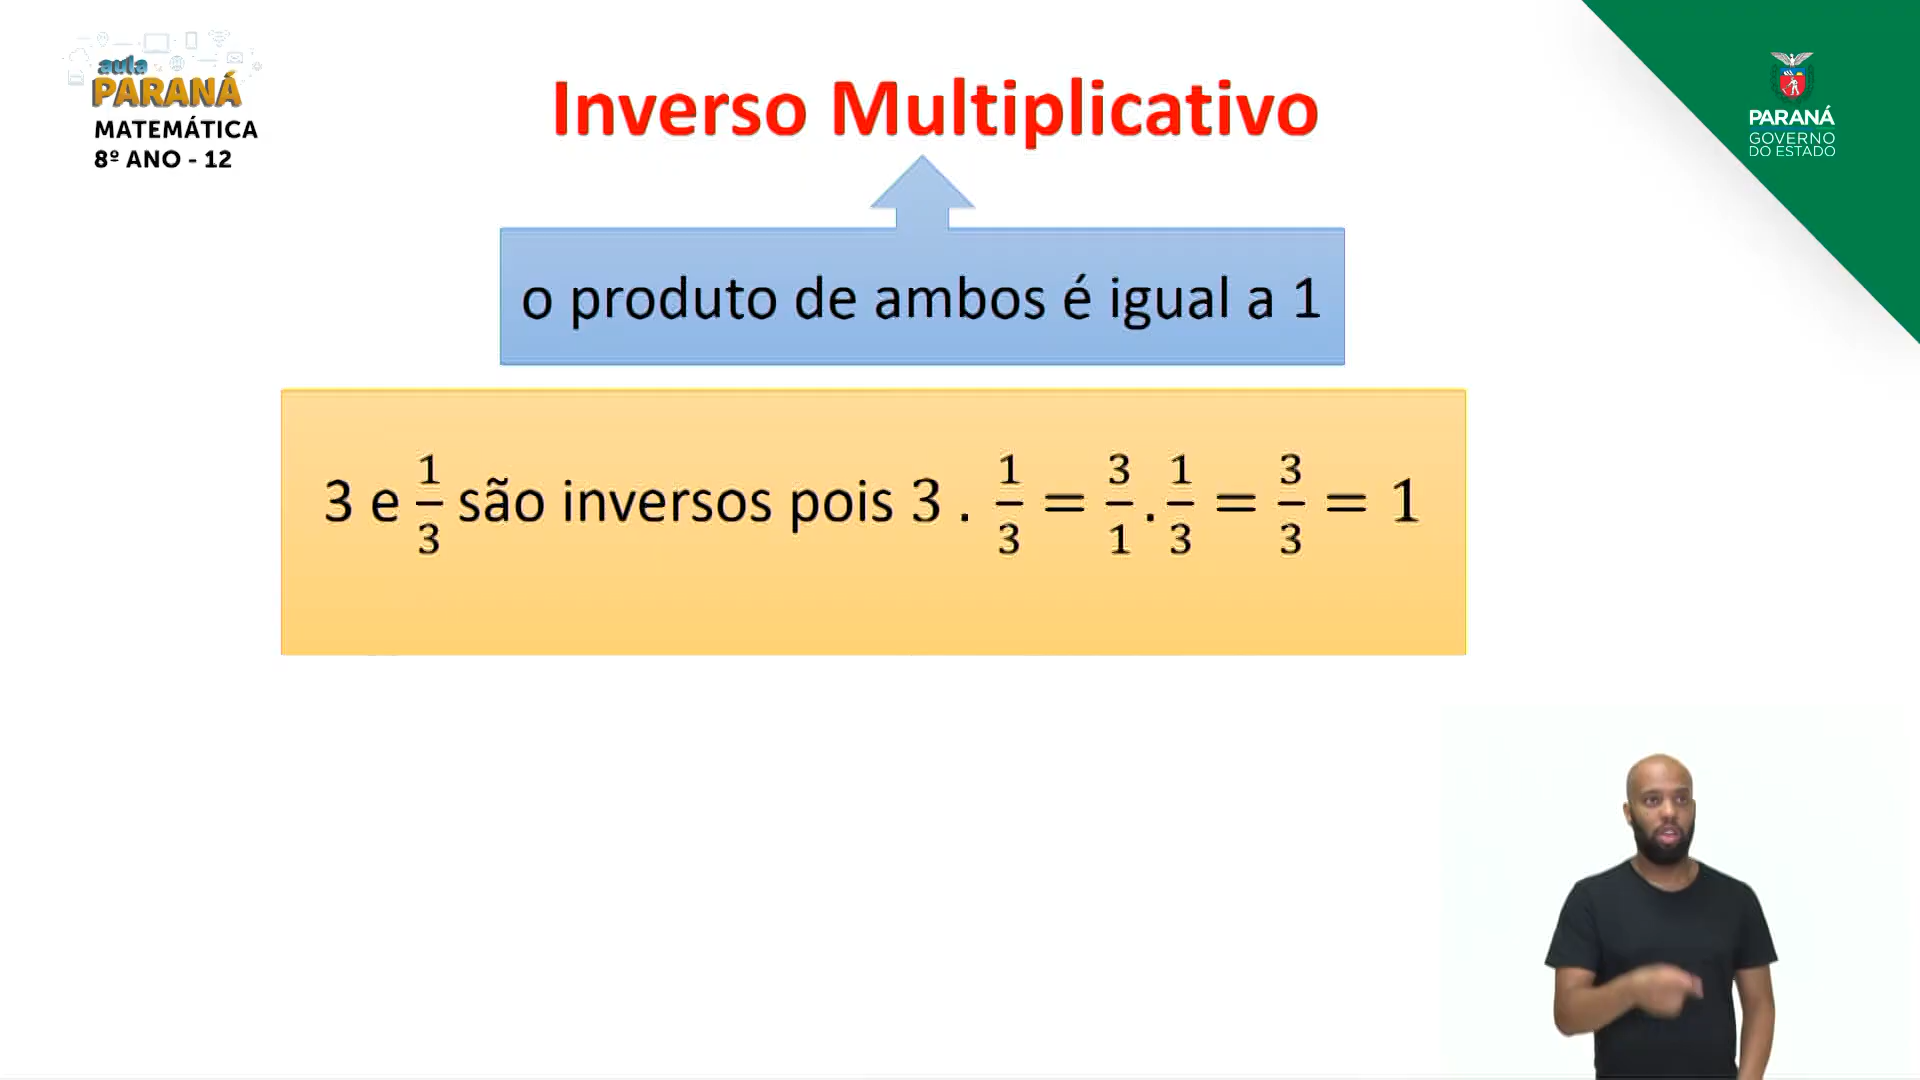 aula
PARANÁ
MATEMÁTICA
8º ANO - 12
Inverso Multiplicativo
PARANÁ
GOVERNO
DO ESTADO
o produto de ambos é igual a 1
3 e 1/3 são inversos pois 3 . 1/3 = 3/1 . 1/3 = 3/3 = 1